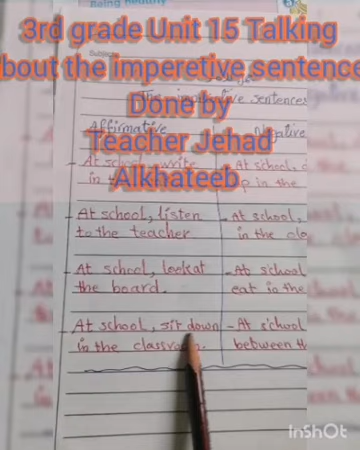 Being healthy
3rd grade Unit 15 Talking
bout the imperetive sentence
Done by
Teacher Jehad
Alkhateeb
Subject
sentences
Affirmative
Negative
- At school, write
- At school,
in
in the
- At school, listen
- At school,
to the teacher
in the
- At school, look at
- At school
the board.
eat in the
- At school, sit down
- At school
in the classroom.
between th
InShOt